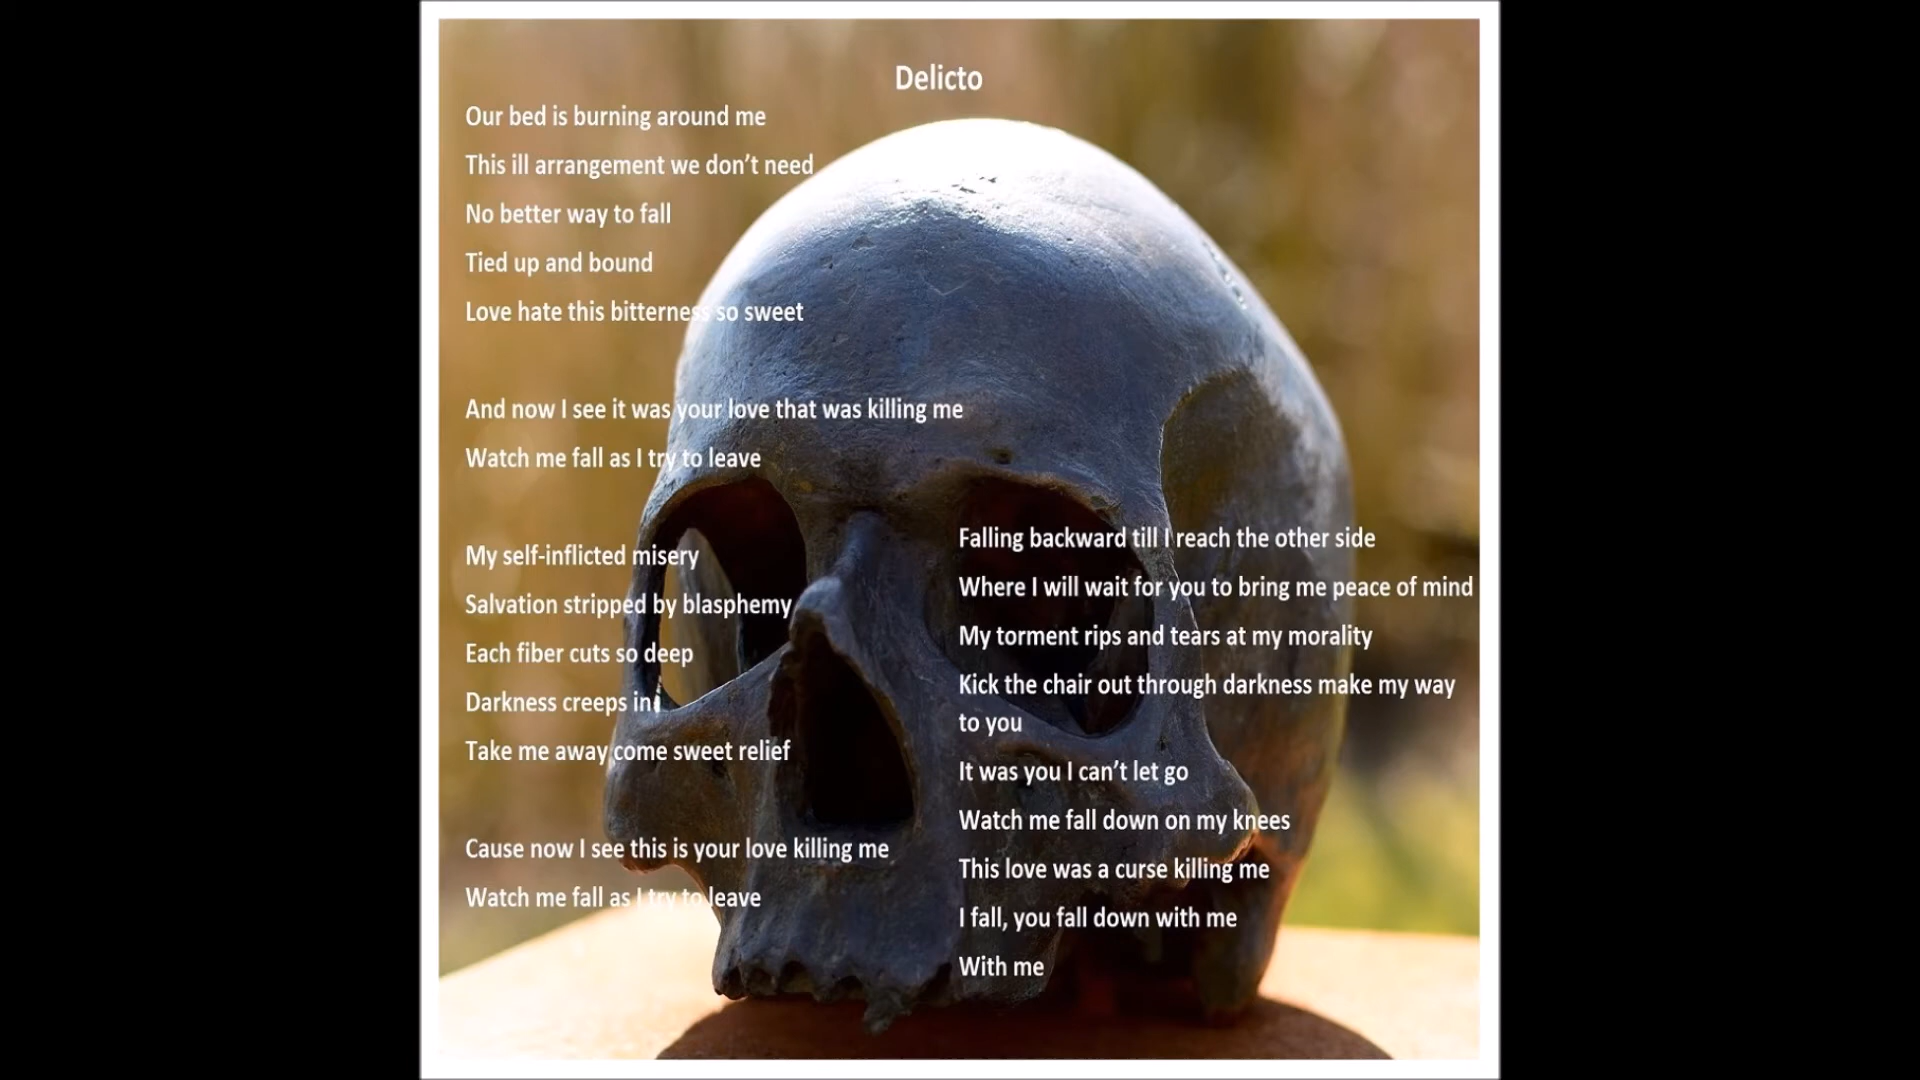 Delicto
Our bed is burning around me
This ill arrangement we don’t need
No better way to fall
Tied up and bound
Love hate this bitterness so sweet
And now I see it was your love that was killing me
Watch me fall as I try to leave
My self-inflicted misery
Salvation stripped by blasphemy
Each fiber cuts so deep
Darkness creeps in
Take me away come sweet relief
Cause now I see this is your love killing me
Watch me fall as I try to leave
Falling backward till I reach the other side
Where I will wait for you to bring me peace of mind
My torment rips and tears at my morality
Kick the chair out through darkness make my way
to you
It was you I can’t let go
Watch me fall down on my knees
This love was a curse killing me
I fall, you fall down with me
With me